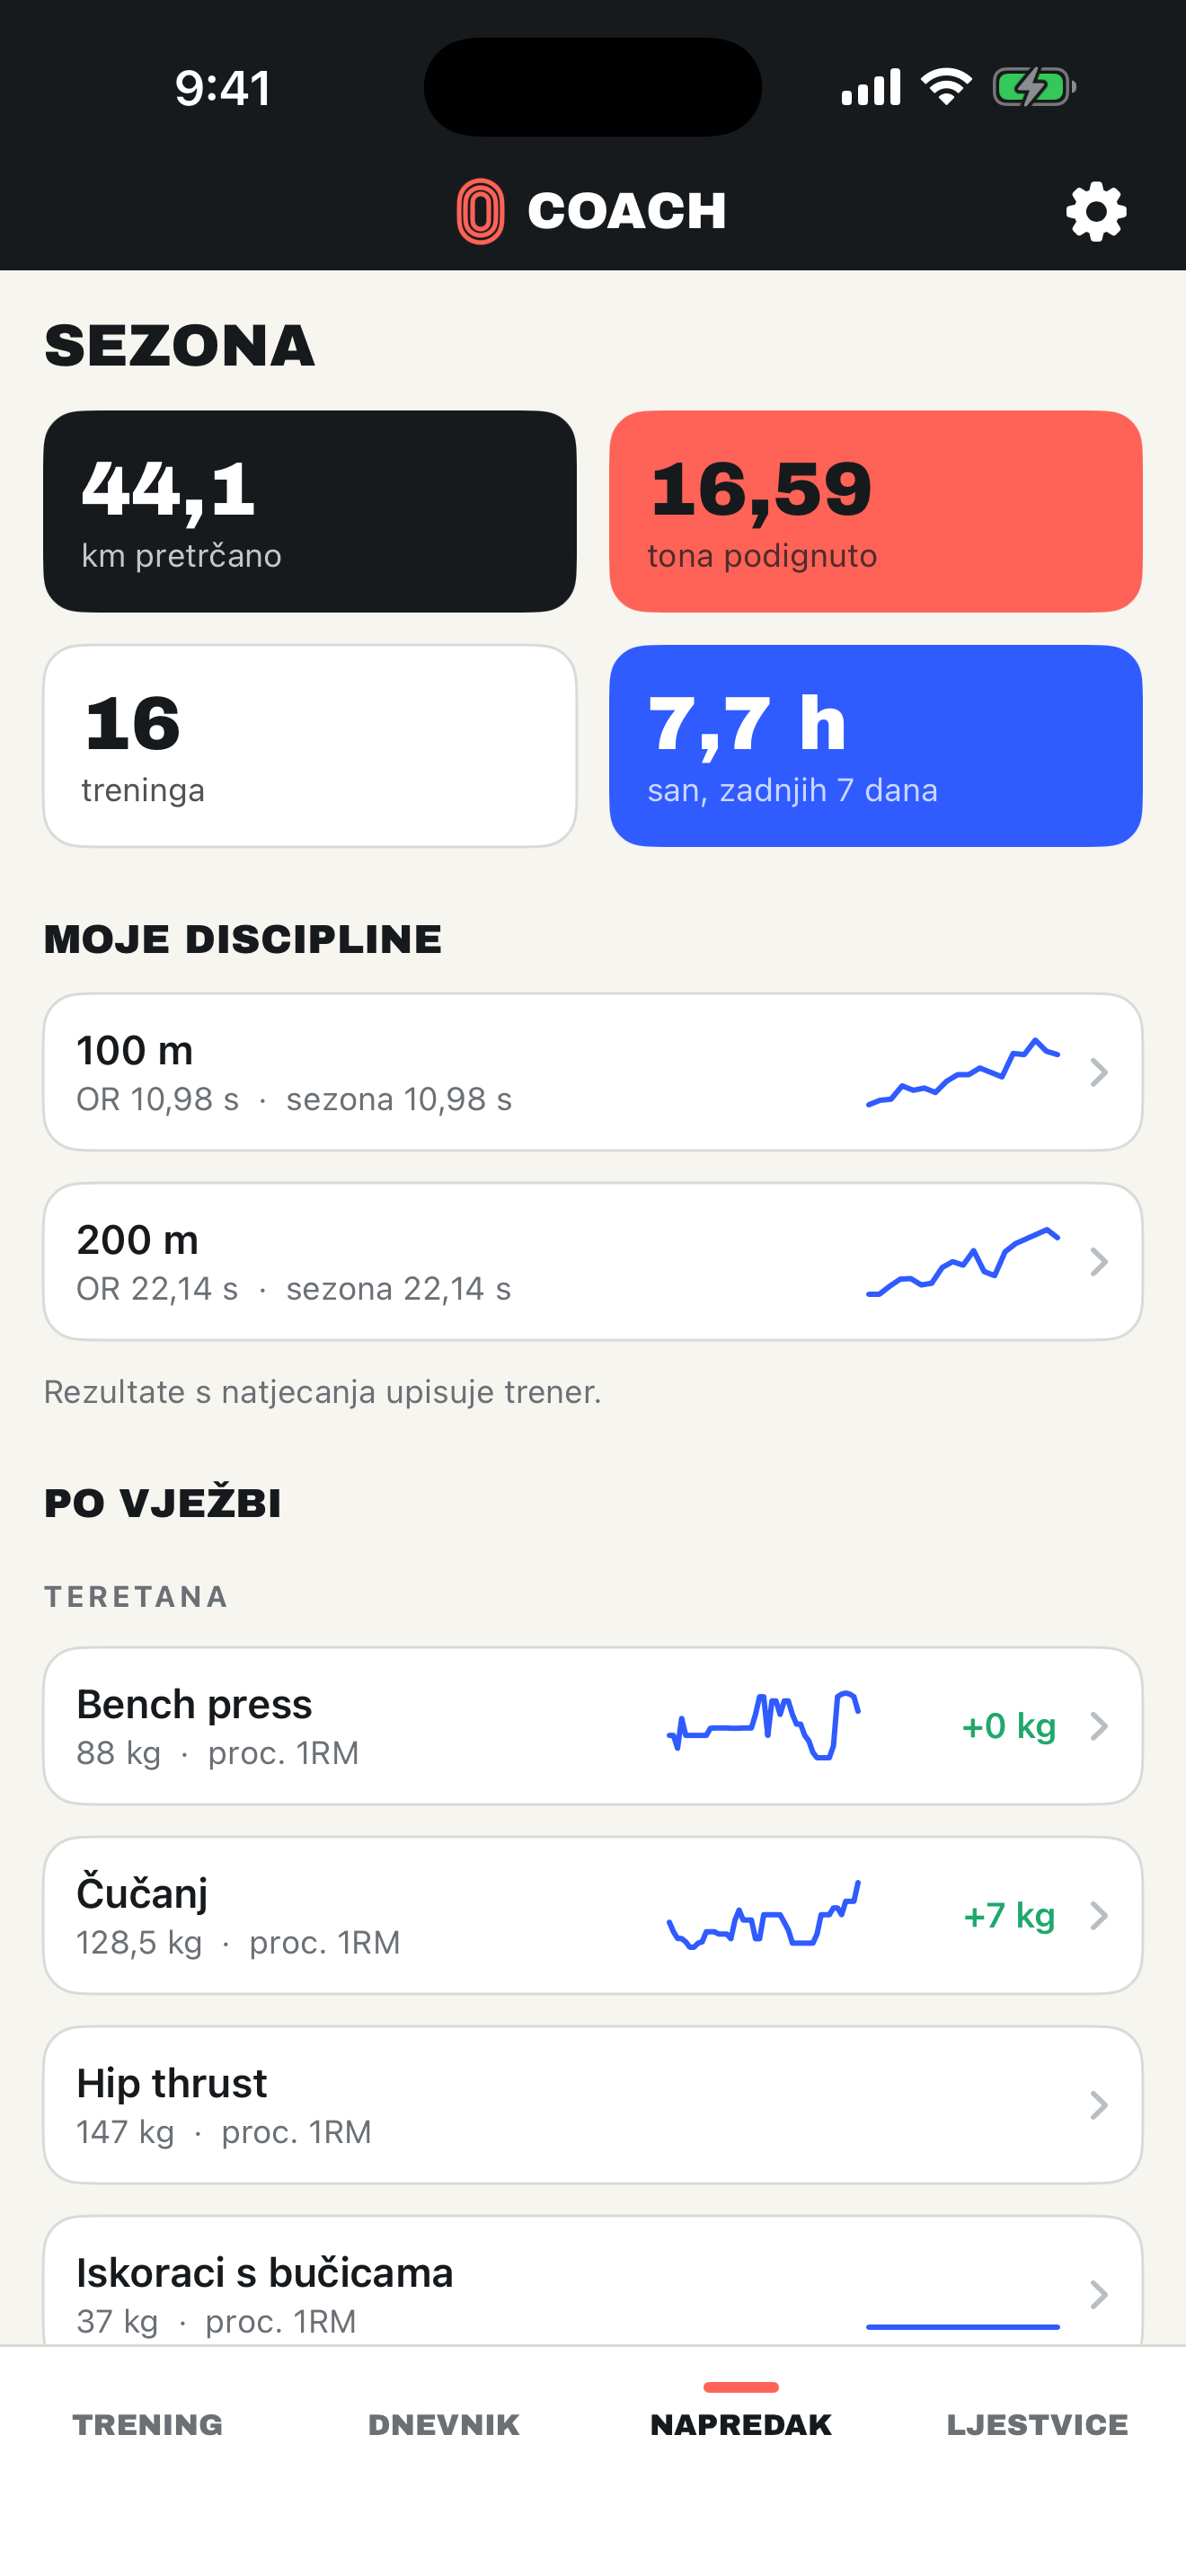 9:41
COACH
SEZONA
44,1
km pretrčano
16,59
tona podignuto
16
treninga
7,7 h
san, zadnjih 7 dana
MOJE DISCIPLINE
100 m
OR 10,98 s · sezona 10,98 s
200 m
OR 22,14 s · sezona 22,14 s
Rezultate s natjecanja upisuje trener.
PO VJEŽBI
TERETANA
Bench press
88 kg · proc. 1RM
+0 kg
Čučanj
128,5 kg · proc. 1RM
+7 kg
Hip thrust
147 kg · proc. 1RM
Iskoraci s bučicama
37 kg · proc. 1RM
TRENING DNEVNIK NAPREDAK LJESTVICE